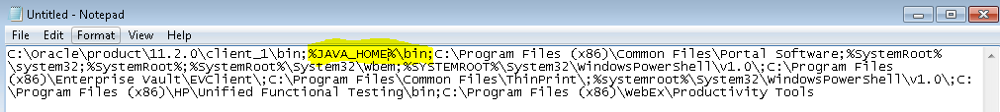 Untitled - Notepad
File Edit Format View Help
C:\Oracle\product\11.2.0\client_1\bin;%JAVA_HOME%\bin;C:\Program Files (x86)\Common Files\Portal Software;%SystemRoot%
\system32;%SystemRoot%;%SystemRoot%\System32\Wbem;%SYSTEMROOT%\System32\WindowsPowerShell\v1.0\;C:\Program Files
(x86)\Enterprise Vault\EVClient\;C:\Program Files\Common Files\ThinPrint\;%Systemroot%\System32\WindowsPowerShell\v1.0\;C:
\Program Files (x86)\HP\Unified Functional Testing\bin;C:\Program Files (x86)\WebEx\Productivity Tools